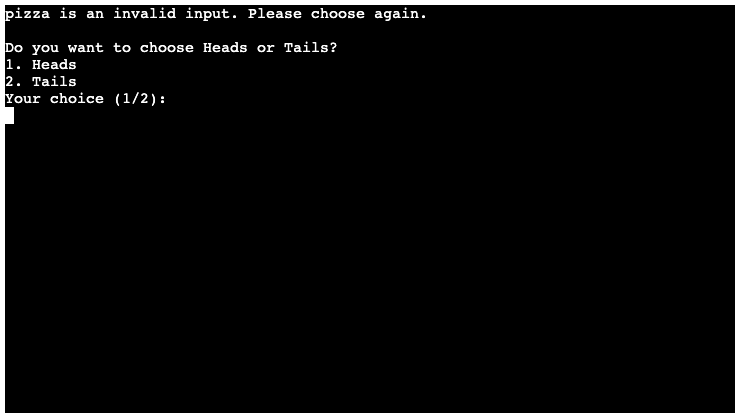 pizza is an invalid input. Please choose again.
Do you want to choose Heads or Tails?
1. Heads
2. Tails
Your choice (1/2):